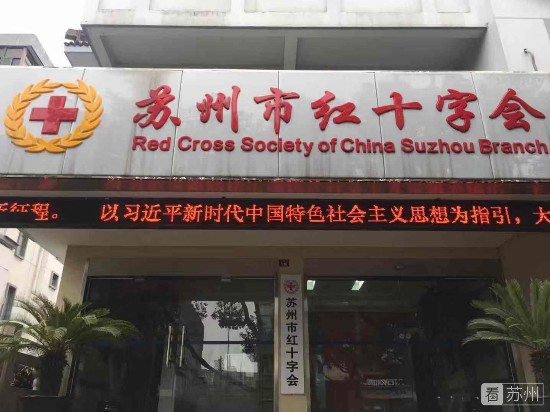 苏州市红十字会
Red Cross Society of China Suzhou Branch
征程。 以习近平新时代中国特色社会主义思想为指引，大
苏州市红十字会
看苏州